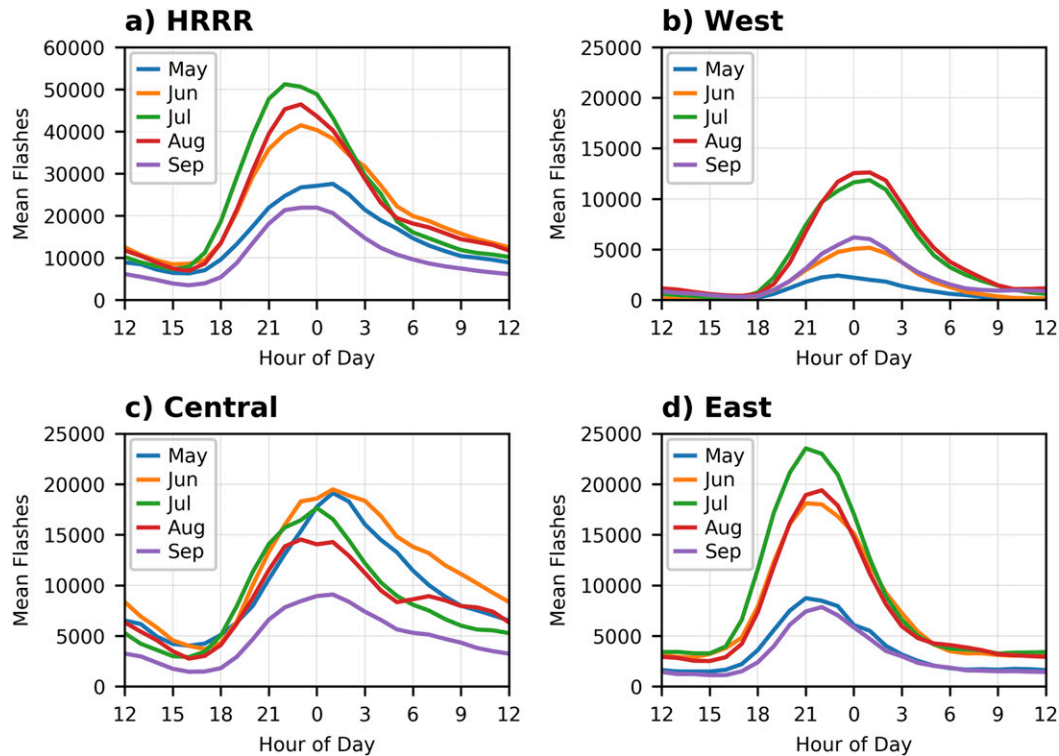 a) HRRR
60000
50000
40000
30000
20000
10000
0
Mean Flashes
May
Jun
Jul
Aug
Sep
12 15 18 21 0 3 6 9 12
Hour of Day
b) West
25000
20000
15000
10000
5000
0
Mean Flashes
May
Jun
Jul
Aug
Sep
12 15 18 21 0 3 6 9 12
Hour of Day
c) Central
25000
20000
15000
10000
5000
0
Mean Flashes
May
Jun
Jul
Aug
Sep
12 15 18 21 0 3 6 9 12
Hour of Day
d) East
25000
20000
15000
10000
5000
0
Mean Flashes
May
Jun
Jul
Aug
Sep
12 15 18 21 0 3 6 9 12
Hour of Day